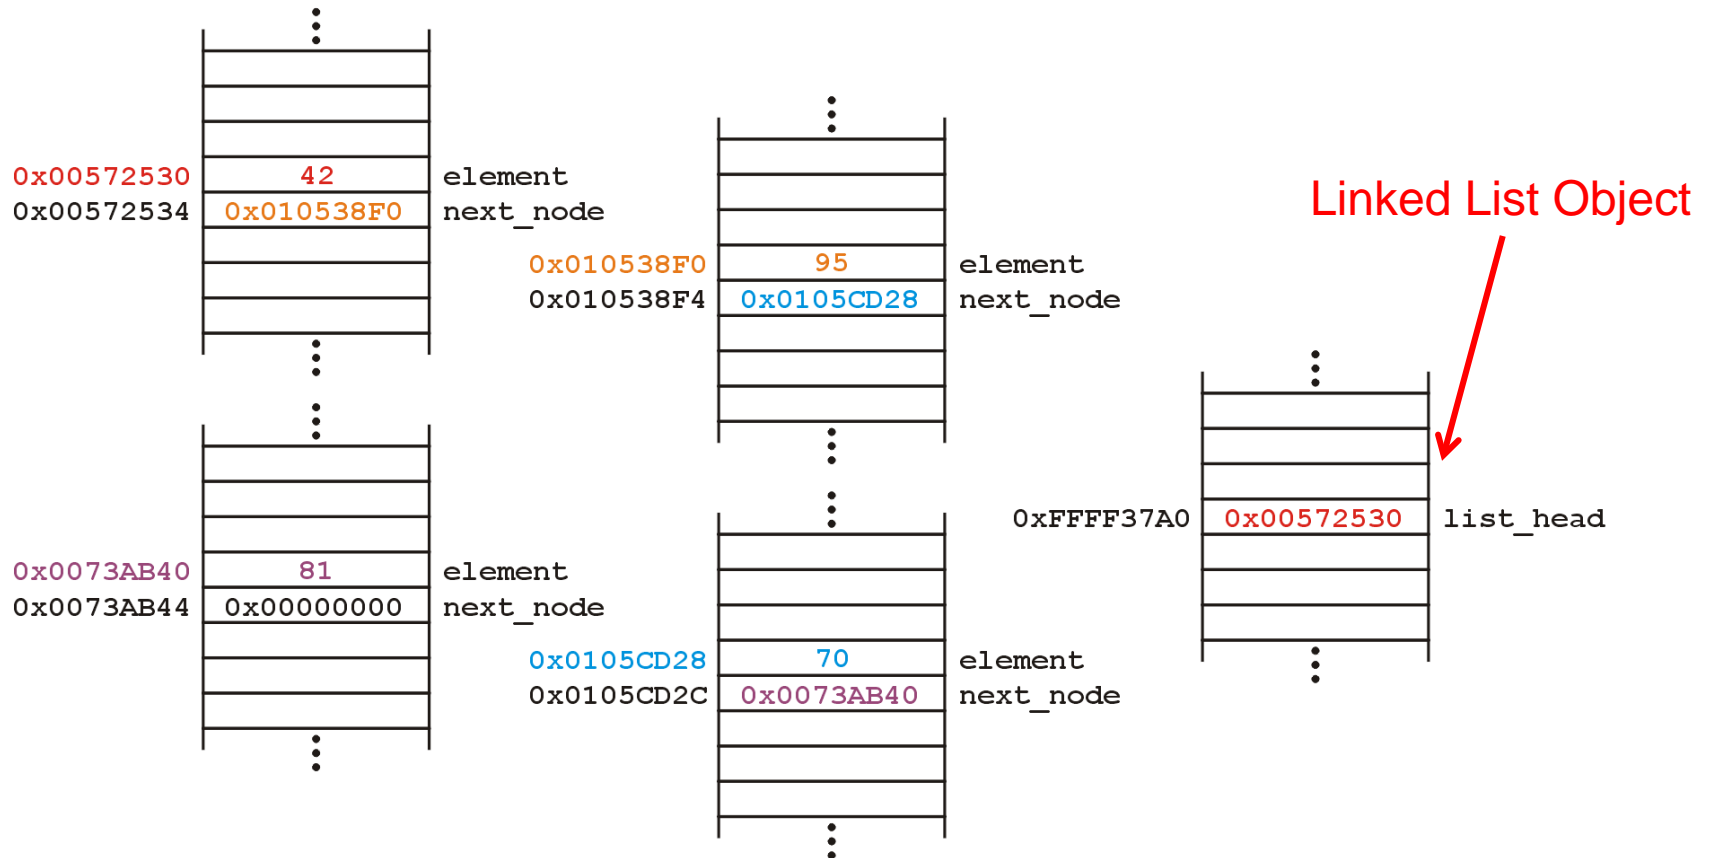 0x00572530 42 element
0x00572534 0x010538F0 next_node
0x010538F0 95 element
0x010538F4 0x0105CD28 next_node
Linked List Object
0xFFFF37A0 0x00572530 list_head
0x0073AB40 81 element
0x0073AB44 0x00000000 next_node
0x0105CD28 70 element
0x0105CD2C 0x0073AB40 next_node